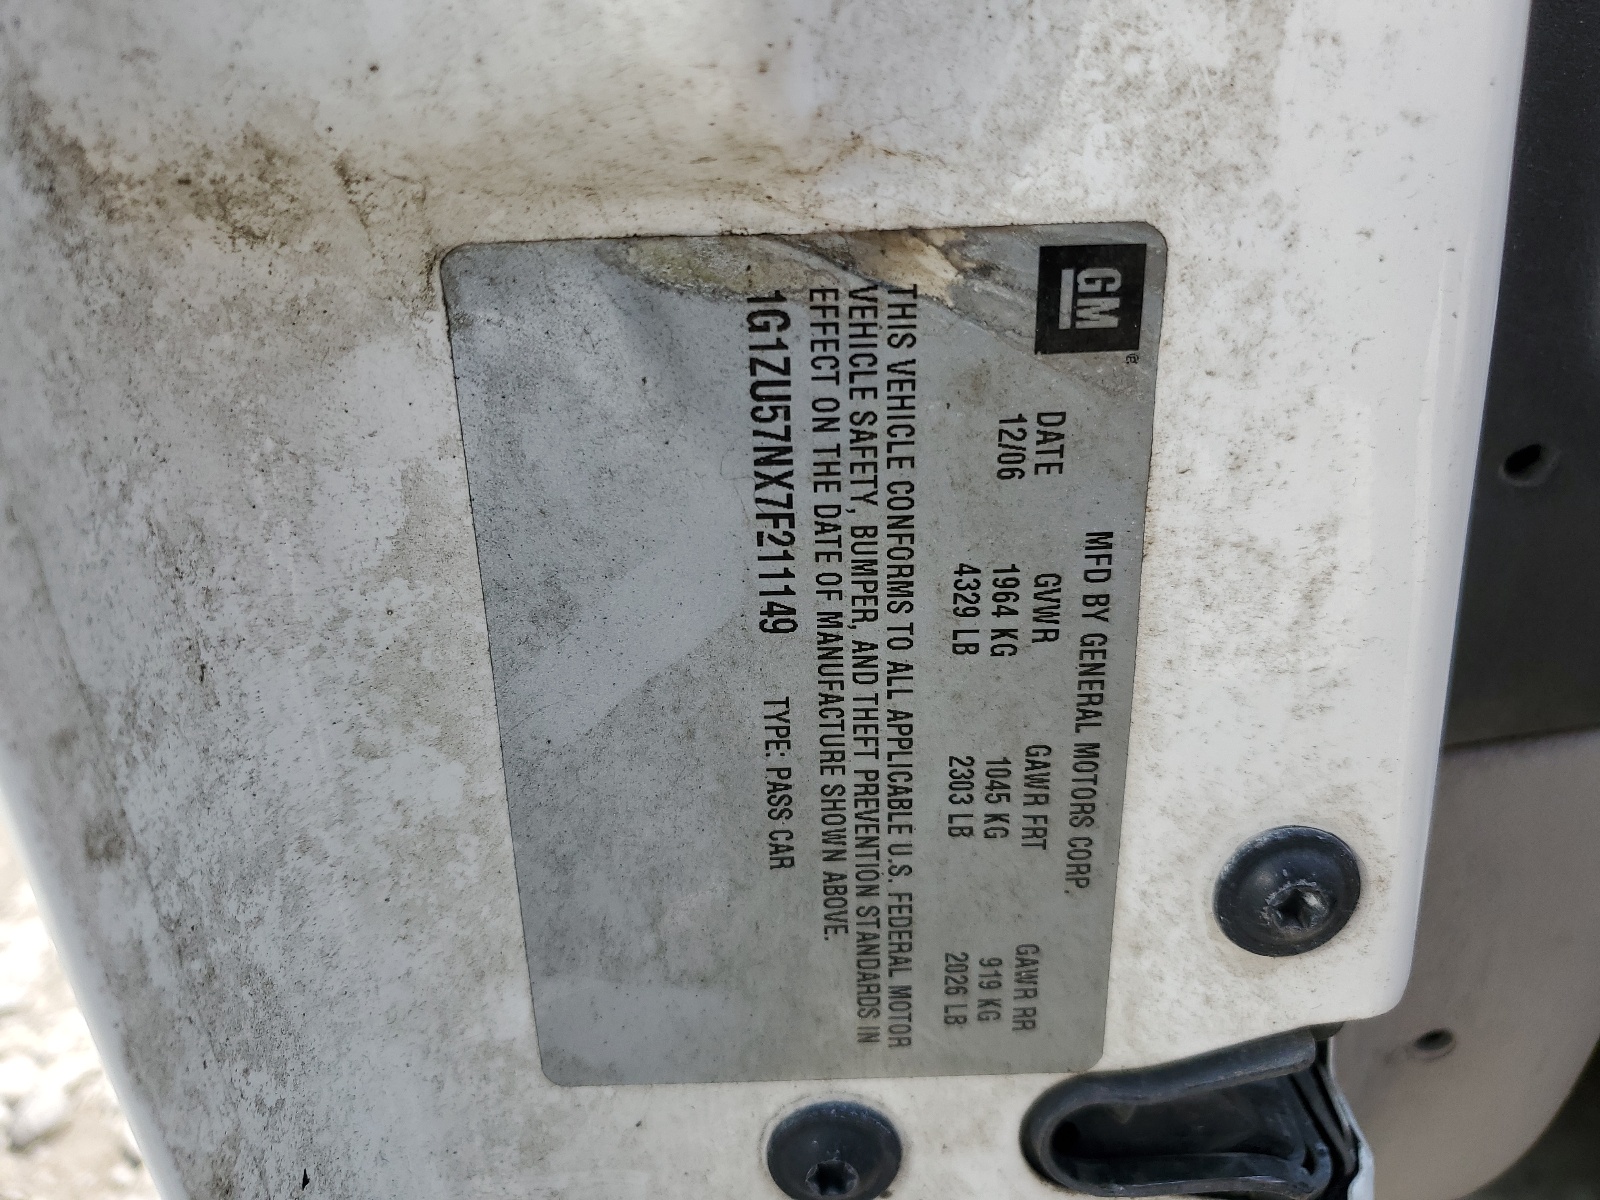 GM
MFD BY GENERAL MOTORS CORP.
DATE GVWR GAWR FRT GAWR RR
12/06 1964 KG 1045 KG 919 KG
4329 LB 2303 LB 2026 LB
THIS VEHICLE CONFORMS TO ALL APPLICABLE U.S. FEDERAL MOTOR
VEHICLE SAFETY, BUMPER, AND THEFT PREVENTION STANDARDS IN
EFFECT ON THE DATE OF MANUFACTURE SHOWN ABOVE.
1G1ZU57NX7F211149 TYPE: PASS CAR